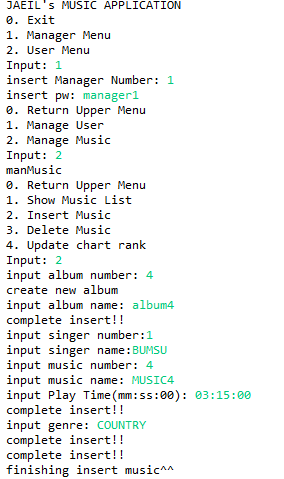 JAEIL's MUSIC APPLICATION
0. Exit
1. Manager Menu
2. User Menu
Input: 1
insert Manager Number: 1
insert pw: manager1
0. Return Upper Menu
1. Manage User
2. Manage Music
Input: 2
manMusic
0. Return Upper Menu
1. Show Music List
2. Insert Music
3. Delete Music
4. Update chart rank
Input: 2
input album number: 4
create new album
input album name: album4
complete insert!!
input singer number:1
input singer name:BUMSU
input music number: 4
input music name: MUSIC4
input Play Time(mm:ss:00): 03:15:00
complete insert!!
input genre: COUNTRY
complete insert!!
complete insert!!
finishing insert music^^